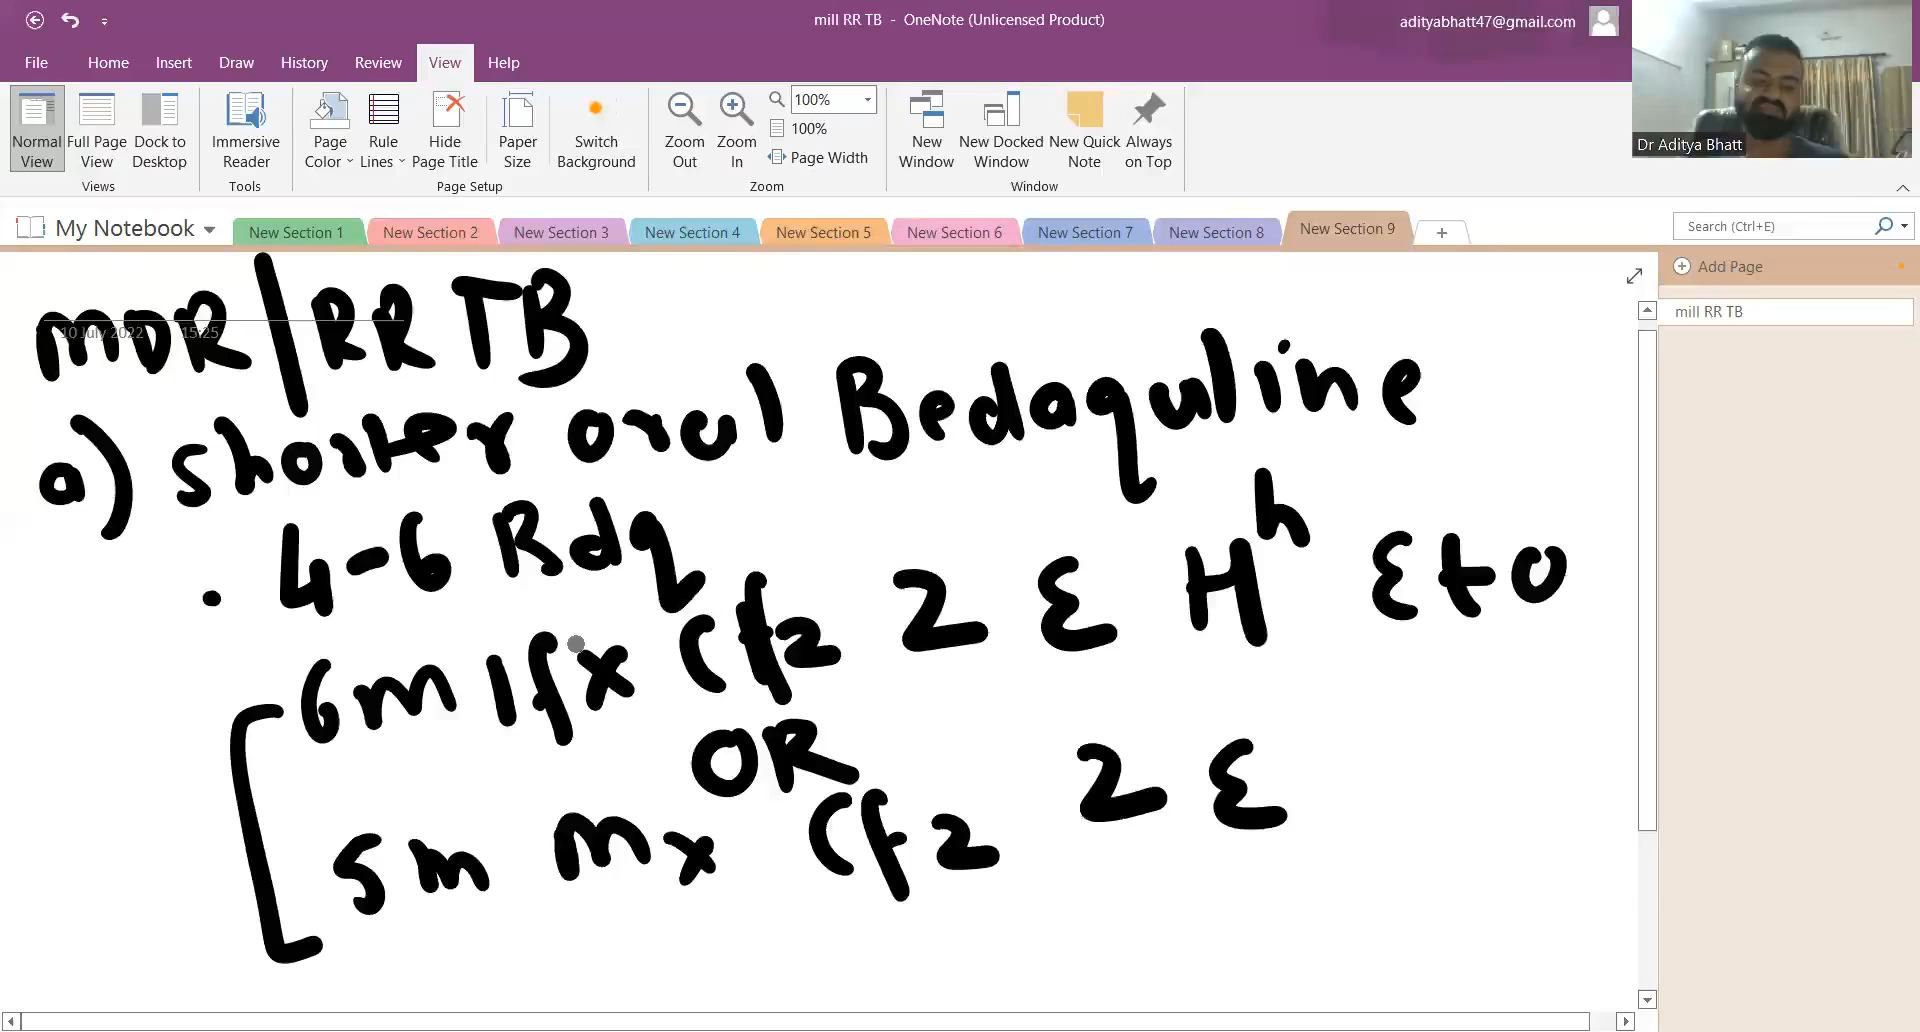 mill RR TB - OneNote (Unlicensed Product)
adityabhatt47@gmail.com
File Home Insert Draw History Review View Help
Normal View
Full Page View
Dock to Desktop
Immersive Reader
Page Color
Rule Lines
Hide Page Title
Paper Size
Switch Background
Zoom Out
Zoom In
100%
100%
Page Width
New Window
New Docked Window
New Quick Note
Always on Top
Views Tools Page Setup Zoom Window
Dr Aditya Bhatt
My Notebook New Section 1 New Section 2 New Section 3 New Section 4 New Section 5 New Section 6 New Section 7 New Section 8 New Section 9
Search (Ctrl+E)
Add Page
mill RR TB
10 July 2022 15:25
MDR/RR TB
a) shorter oral Bedaquline
. 4-6 Bdq
6m lfx Cfz Z E H^h Eto
OR
5m Mx Cfz Z E